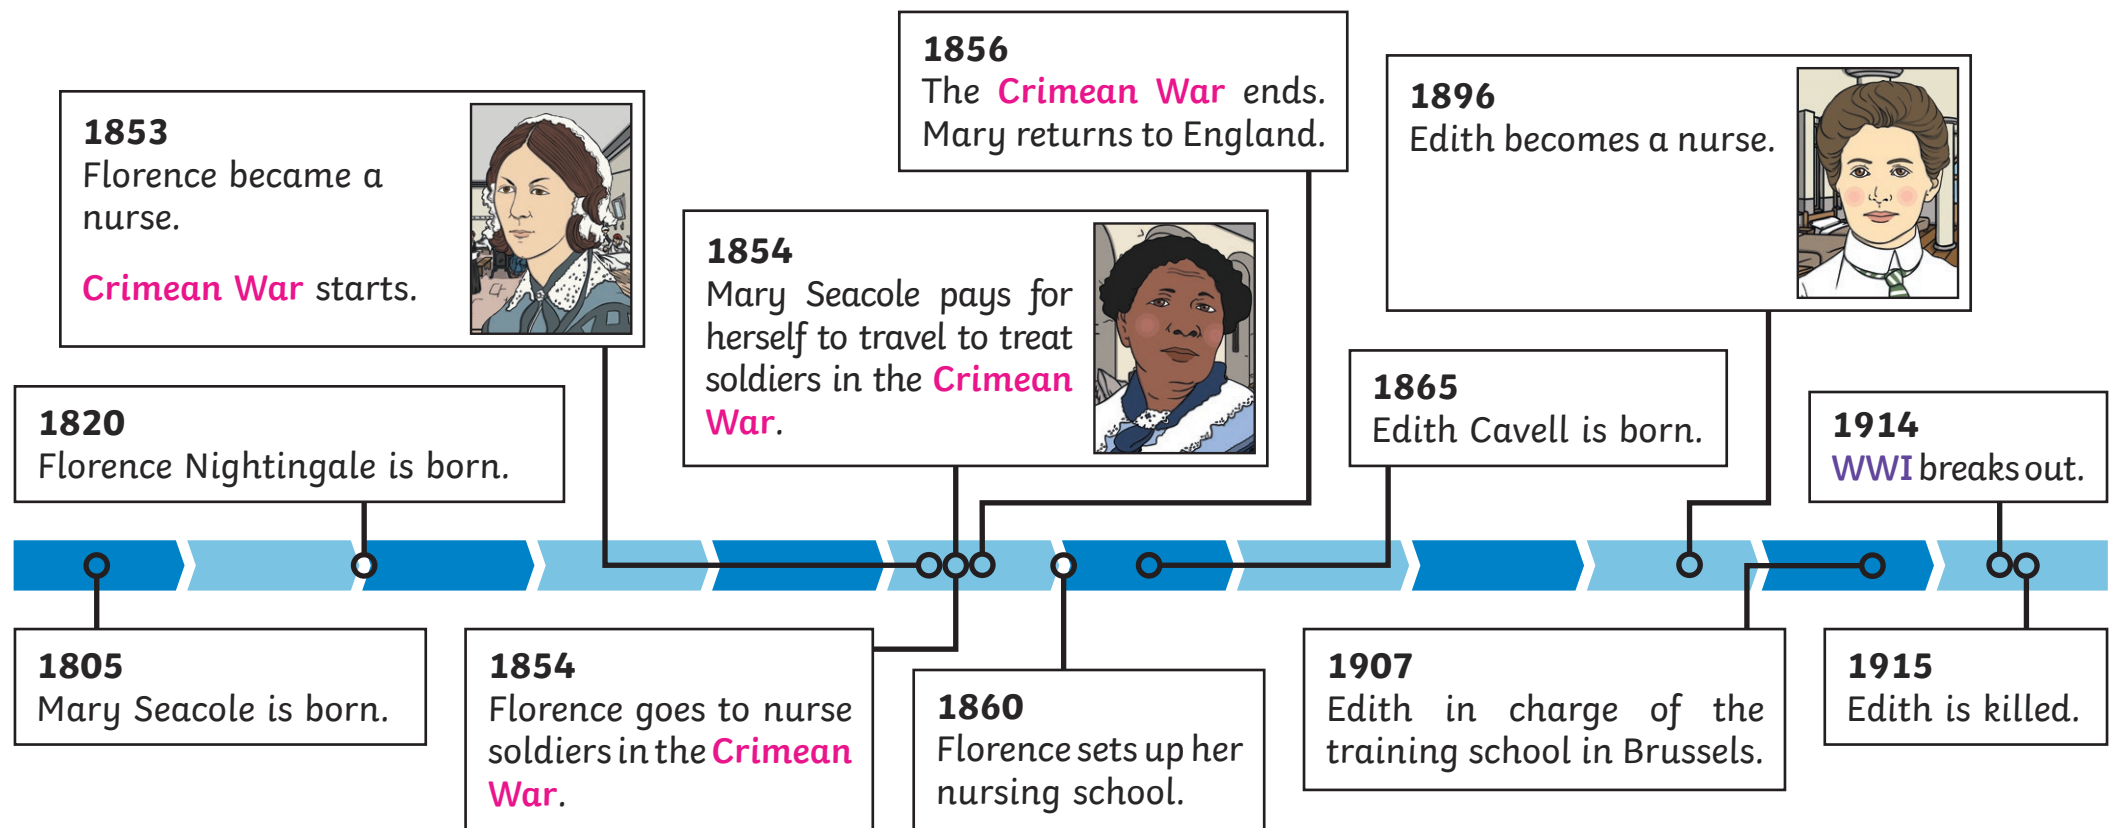 1853
Florence became a
nurse.
Crimean War starts.
1820
Florence Nightingale is born.
1854
Mary Seacole pays for
herself to travel to treat
soldiers in the Crimean
War.
1856
The Crimean War ends.
Mary returns to England.
1896
Edith becomes a nurse.
1865
Edith Cavell is born.
1914
WWI breaks out.
1805
Mary Seacole is born.
1854
Florence goes to nurse
soldiers in the Crimean
War.
1860
Florence sets up her
nursing school.
1907
Edith in charge of the
training school in Brussels.
1915
Edith is killed.